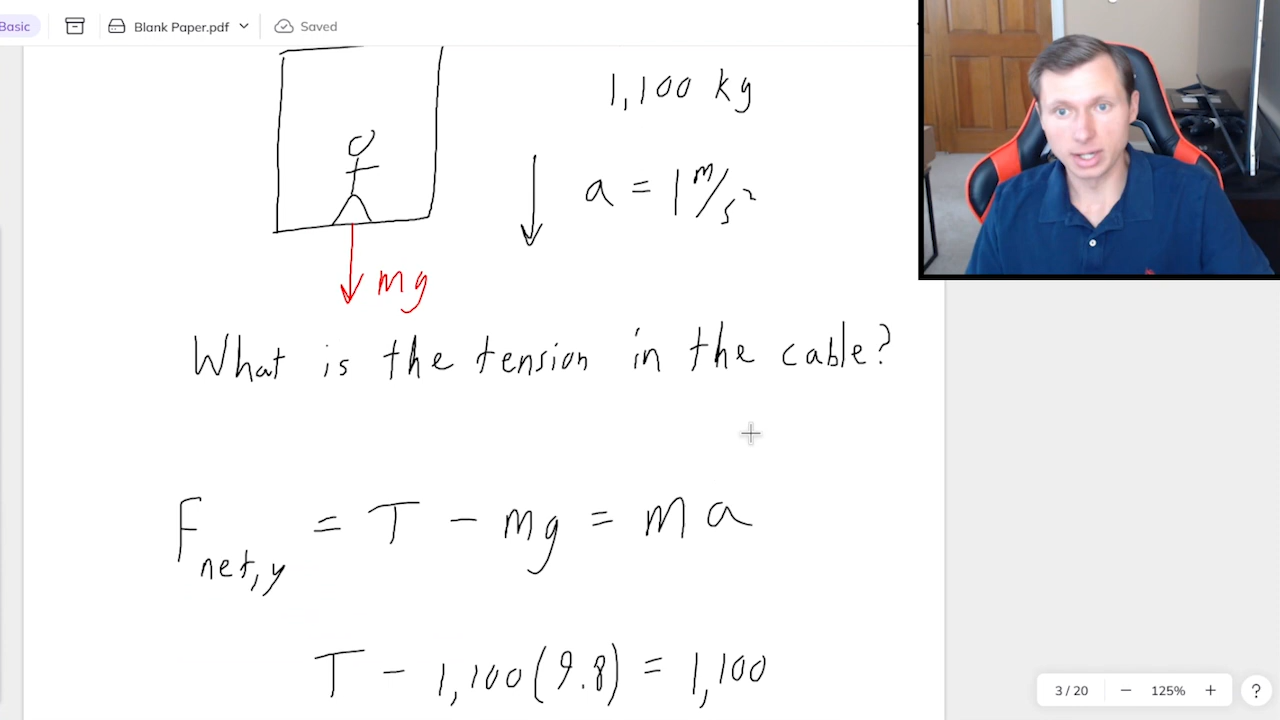 Basic Blank Paper.pdf Saved
1,100 kg
a = 1 m/s²
mg
What is the tension in the cable?
F net,y = T - mg = ma
T - 1,100(9.8) = 1,100
3 / 20 - 125% + ?